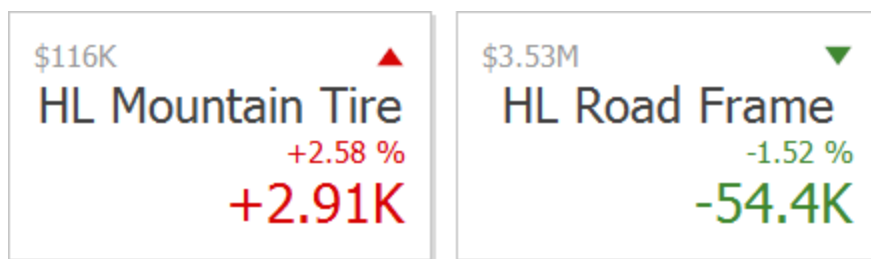 $116K
HL Mountain Tire
+2.58 %
+2.91K
$3.53M
HL Road Frame
-1.52 %
-54.4K